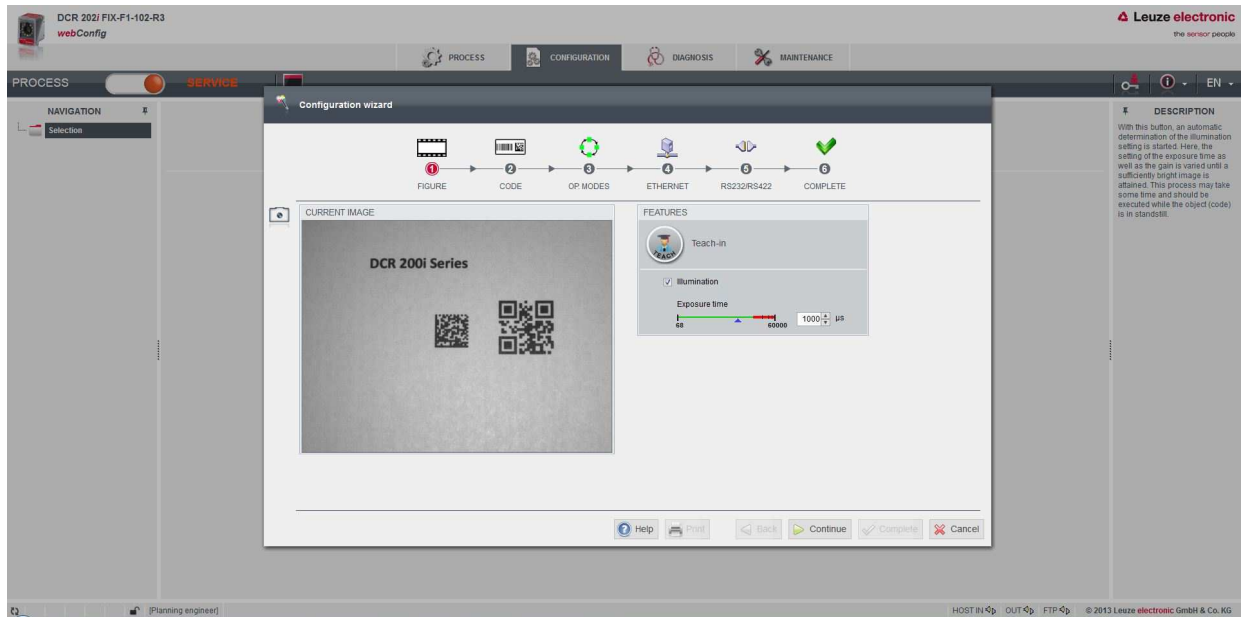 DCR 202i FIX-F1-102-R3
webConfig
Leuze electronic
the sensor people
PROCESS
CONFIGURATION
DIAGNOSIS
MAINTENANCE
PROCESS
SERVICE
EN
NAVIGATION
Selection
Configuration wizard
1
2
3
4
5
6
FIGURE
CODE
OP. MODES
ETHERNET
RS232/RS422
COMPLETE
CURRENT IMAGE
DCR 200i Series
FEATURES
TEACH
Teach-in
Illumination
Exposure time
68
60000
1000
µs
Help
Print
Back
Continue
Complete
Cancel
DESCRIPTION
With this button, an automatic
determination of the illumination
setting is started. Here, the
setting of the exposure time as
well as the gain is varied until a
sufficiently bright image is
attained. This process may take
some time and should be
executed while the object (code)
is in standstill.
[Planning engineer]
HOST IN
OUT
FTP
© 2013 Leuze electronic GmbH & Co. KG